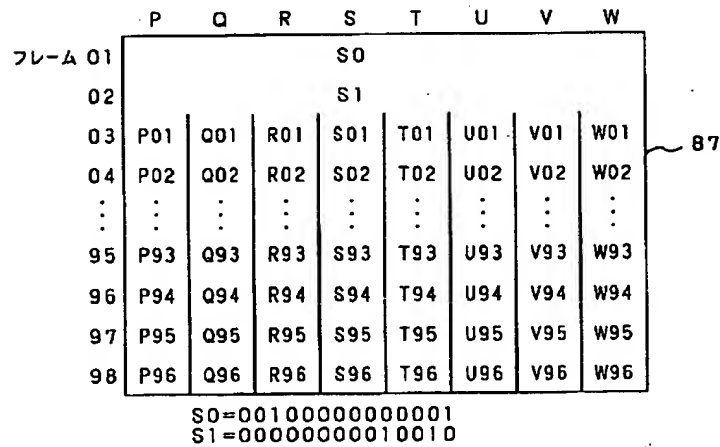 P Q R S T U V W
フレーム 01 S0
02 S1
03 P01 Q01 R01 S01 T01 U01 V01 W01
87
04 P02 Q02 R02 S02 T02 U02 V02 W02
⋮ ⋮ ⋮ ⋮ ⋮ ⋮ ⋮ ⋮ ⋮
95 P93 Q93 R93 S93 T93 U93 V93 W93
96 P94 Q94 R94 S94 T94 U94 V94 W94
97 P95 Q95 R95 S95 T95 U95 V95 W95
98 P96 Q96 R96 S96 T96 U96 V96 W96
S0=00100000000001
S1=00000000010010